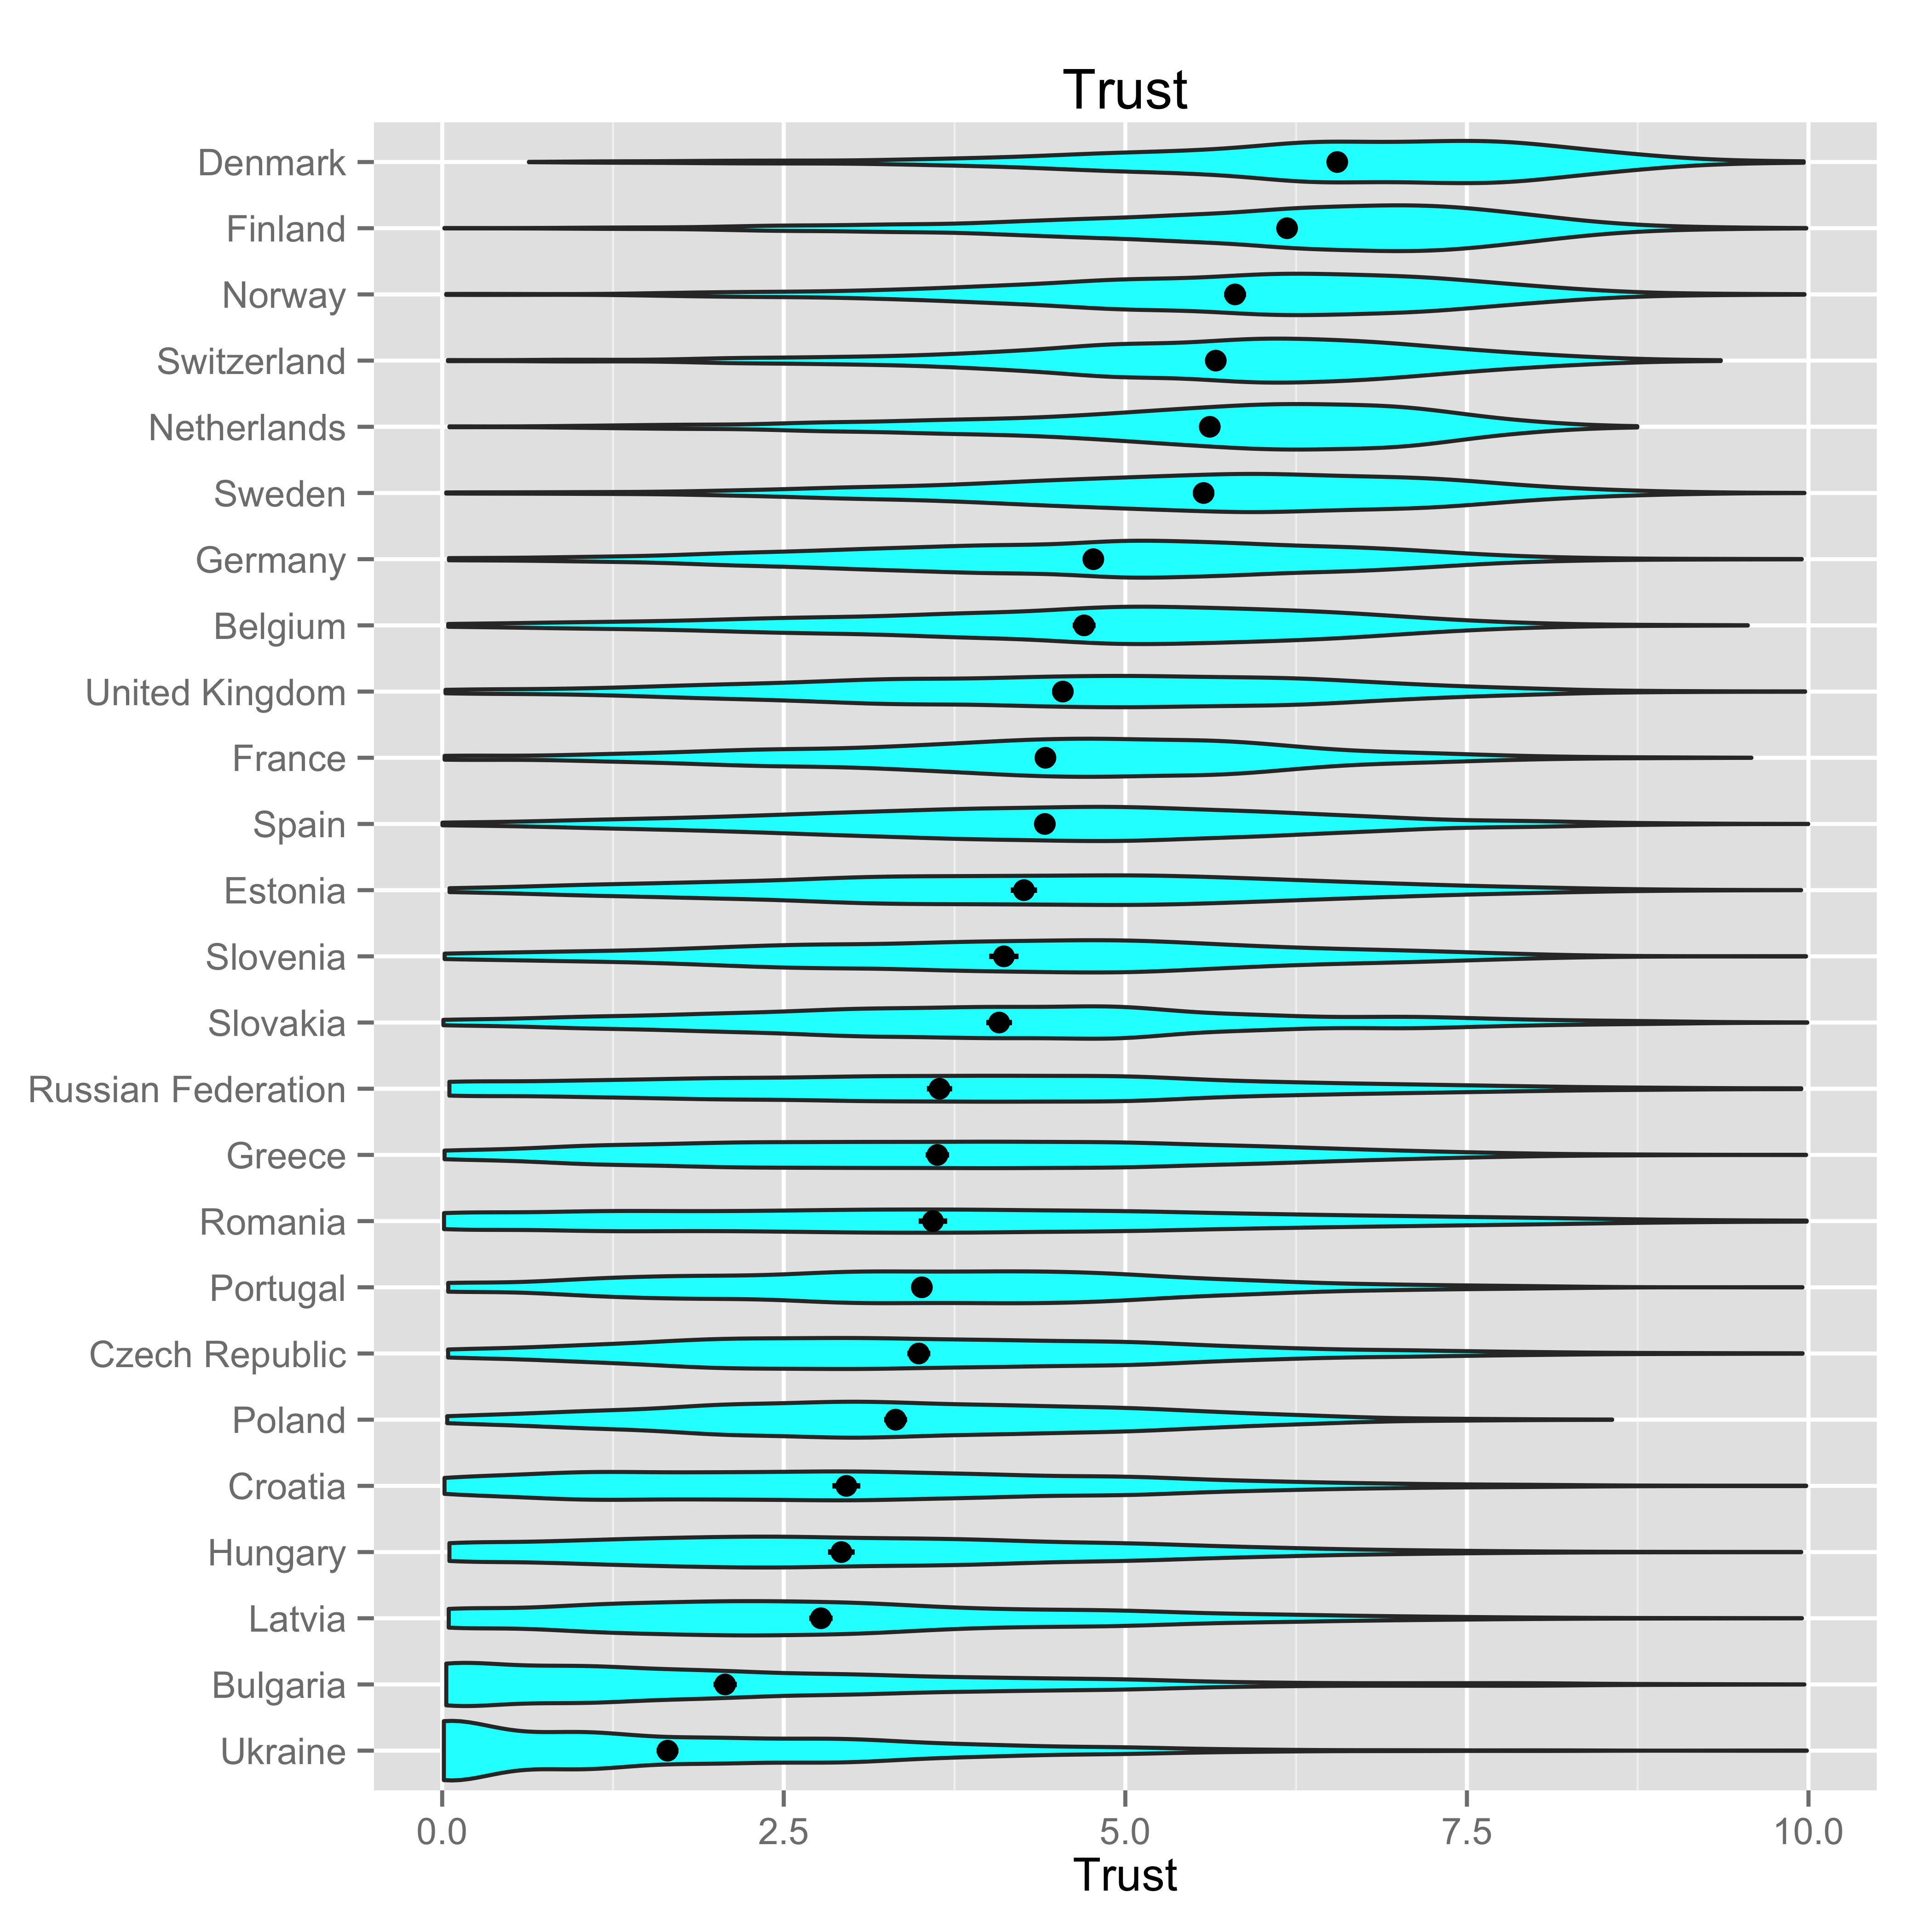 Trust
Denmark
Finland
Norway
Switzerland
Netherlands
Sweden
Germany
Belgium
United Kingdom
France
Spain
Estonia
Slovenia
Slovakia
Russian Federation
Greece
Romania
Portugal
Czech Republic
Poland
Croatia
Hungary
Latvia
Bulgaria
Ukraine
0.0 2.5 5.0 7.5 10.0
Trust